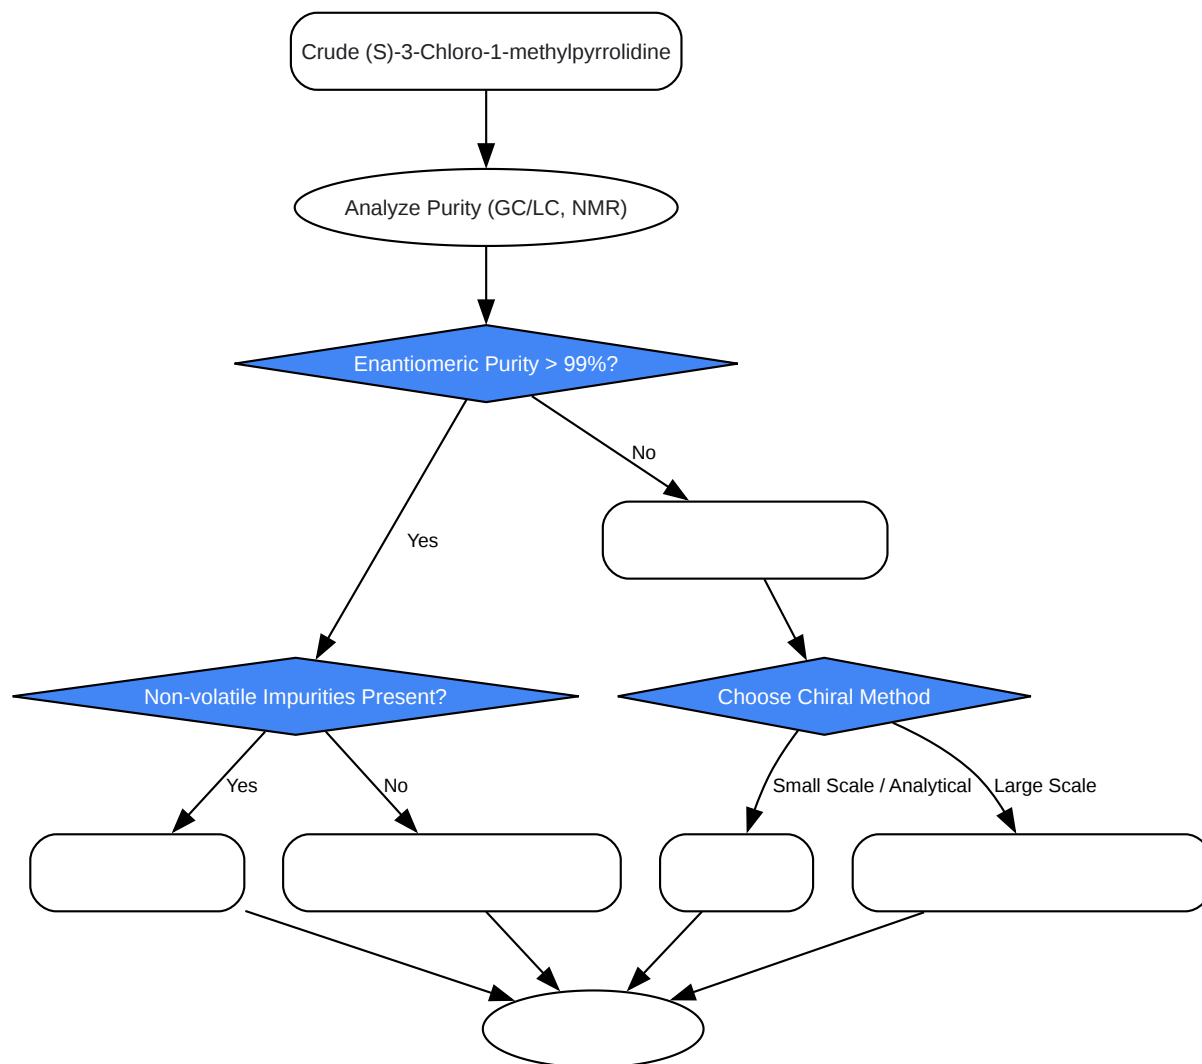 Crude (S)-3-Chloro-1-methylpyrrolidine
Analyze Purity (GC/LC, NMR)
Enantiomeric Purity > 99%?
No
Yes
Non-volatile Impurities Present?
Choose Chiral Method
Yes
No
Small Scale / Analytical
Large Scale